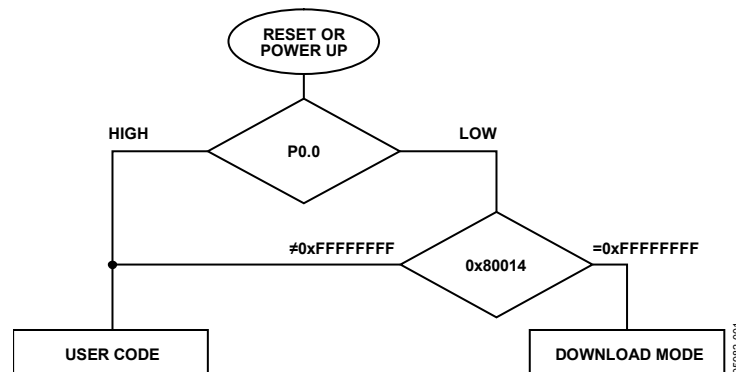 RESET OR
POWER UP
HIGH
P0.0
LOW
≠0xFFFFFFFF
0x80014
=0xFFFFFFFF
USER CODE
DOWNLOAD MODE